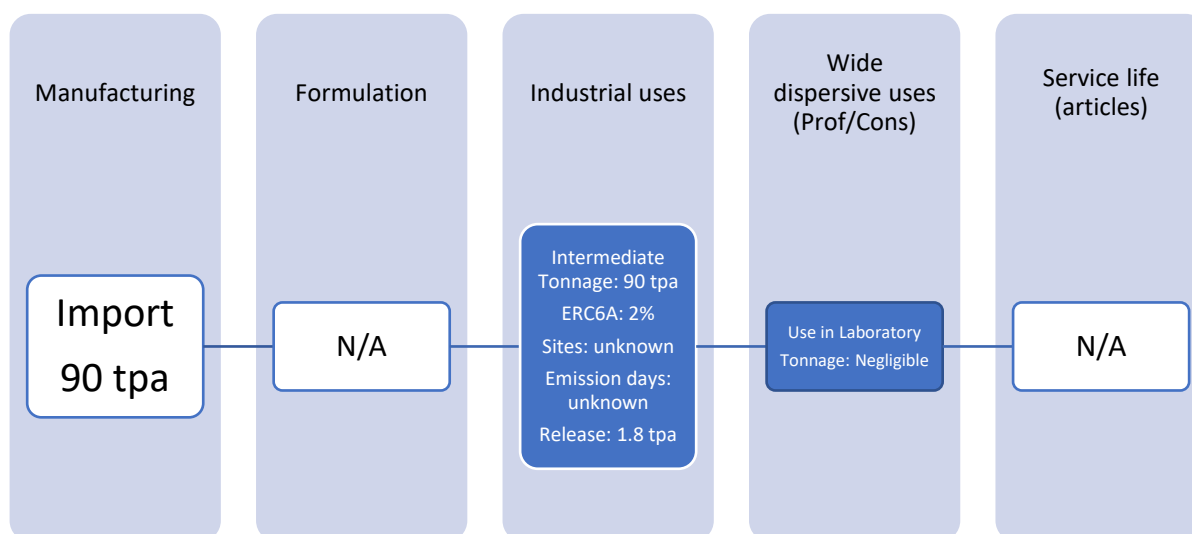 Manufacturing
Import
90 tpa
Formulation
N/A
Industrial uses
Intermediate
Tonnage: 90 tpa
ERC6A: 2%
Sites: unknown
Emission days:
unknown
Release: 1.8 tpa
Wide
dispersive uses
(Prof/Cons)
Use in Laboratory
Tonnage: Negligible
Service life
(articles)
N/A